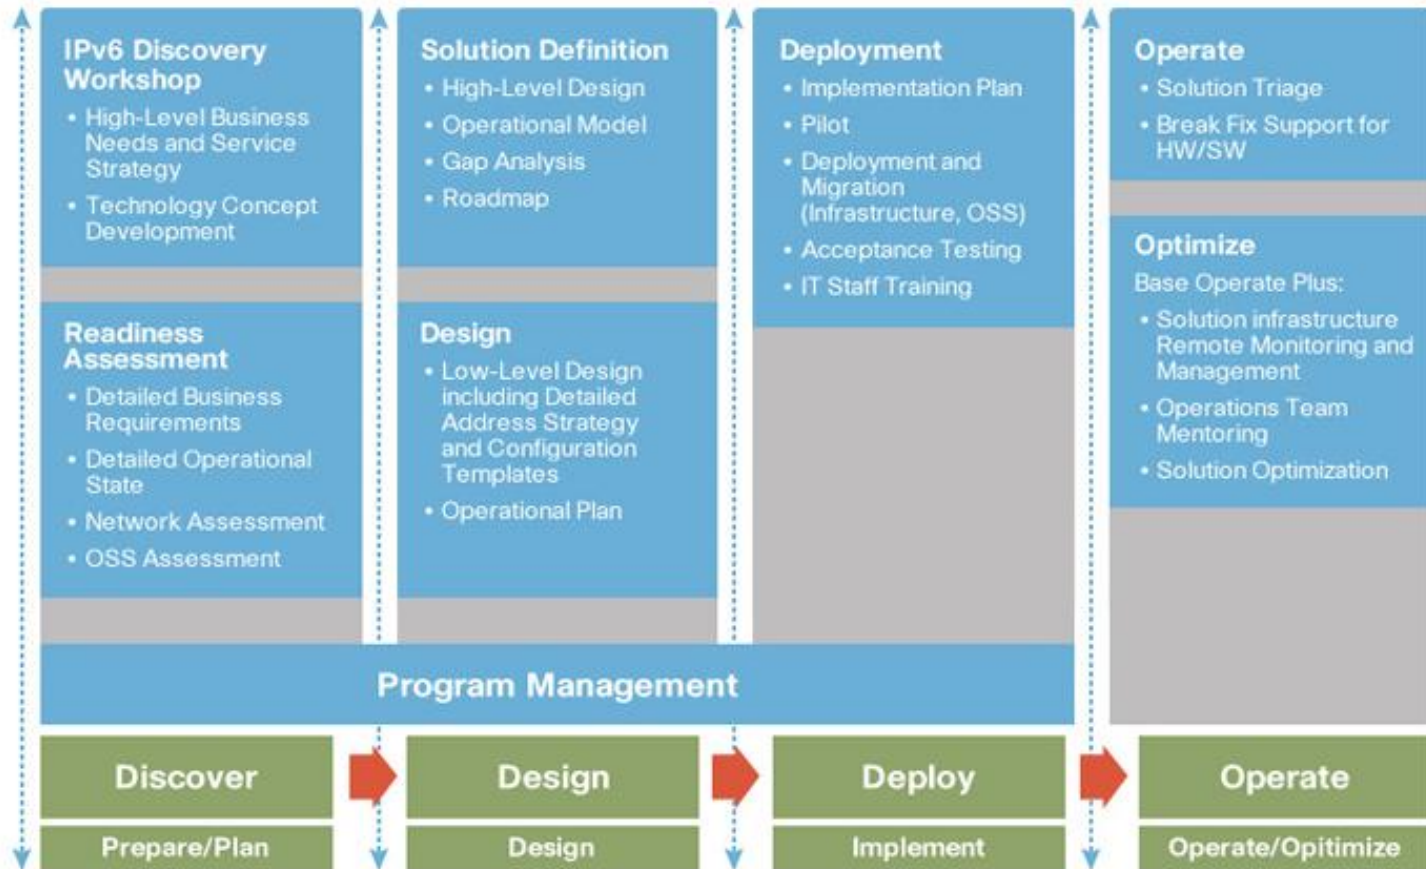 IPv6 Discovery
Workshop
• High-Level Business
Needs and Service
Strategy
• Technology Concept
Development
Readiness
Assessment
• Detailed Business
Requirements
• Detailed Operational
State
• Network Assessment
• OSS Assessment
Solution Definition
• High-Level Design
• Operational Model
• Gap Analysis
• Roadmap
Design
• Low-Level Design
including Detailed
Address Strategy
and Configuration
Templates
• Operational Plan
Deployment
• Implementation Plan
• Pilot
• Deployment and
Migration
(Infrastructure, OSS)
• Acceptance Testing
• IT Staff Training
Operate
• Solution Triage
• Break Fix Support for
HW/SW
Optimize
Base Operate Plus:
• Solution infrastructure
Remote Monitoring and
Management
• Operations Team
Mentoring
• Solution Optimization
Program Management
Discover
Design
Deploy
Operate
Prepare/Plan
Design
Implement
Operate/Opitimize